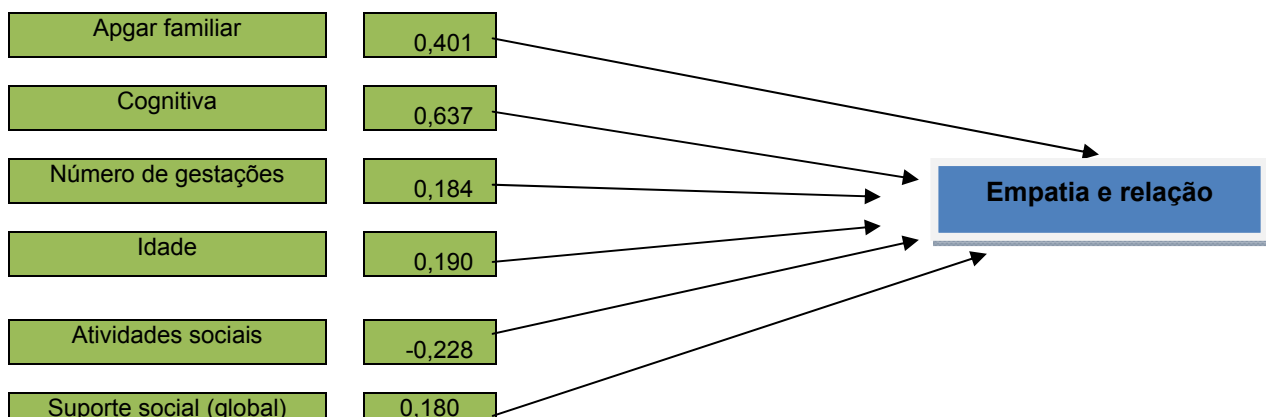 Apgar familiar 0,401
Cognitiva 0,637
Número de gestações 0,184
Empatia e relação
Idade 0,190
Atividades sociais -0,228
Suporte social (global) 0,180